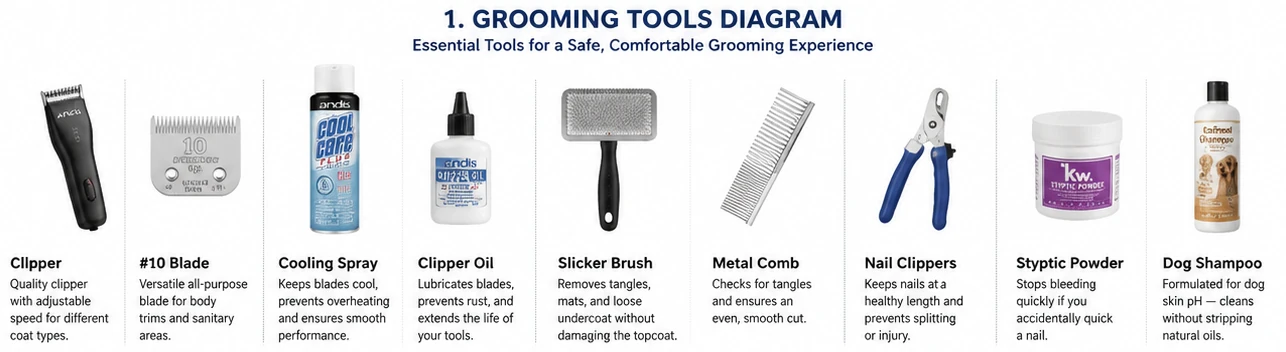 1. GROOMING TOOLS DIAGRAM
Essential Tools for a Safe, Comfortable Grooming Experience
andis
10
andis
COOL
CARE
PLUS
andis
CLIPPER OIL
kw.
STYPTIC POWDER
Oatmeal
Shampoo
Clipper
Quality clipper
with adjustable
speed for different
coat types.
#10 Blade
Versatile all-purpose
blade for body
trims and sanitary
areas.
Cooling Spray
Keeps blades cool,
prevents overheating
and ensures smooth
performance.
Clipper Oil
Lubricates blades,
prevents rust, and
extends the life of
your tools.
Slicker Brush
Removes tangles,
mats, and loose
undercoat without
damaging the topcoat.
Metal Comb
Checks for tangles
and ensures an
even, smooth cut.
Nail Clippers
Keeps nails at a
healthy length and
prevents splitting
or injury.
Styptic Powder
Stops bleeding
quickly if you
accidentally quick
a nail.
Dog Shampoo
Formulated for dog
skin pH — cleans
without stripping
natural oils.